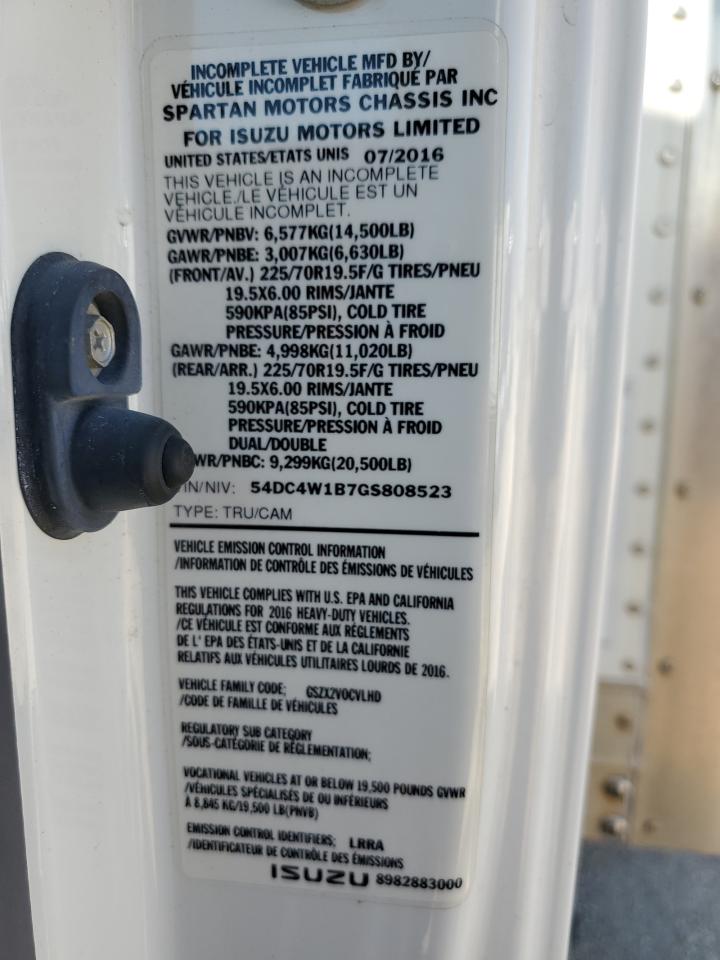 INCOMPLETE VEHICLE MFD BY/
VÉHICULE INCOMPLET FABRIQUÉ PAR
SPARTAN MOTORS CHASSIS INC
FOR ISUZU MOTORS LIMITED
UNITED STATES/ETATS UNIS 07/2016
THIS VEHICLE IS AN INCOMPLETE
VEHICLE./LE VÉHICULE EST UN
VÉHICULE INCOMPLET.
GVWR/PNBV: 6,577KG(14,500LB)
GAWR/PNBE: 3,007KG(6,630LB)
(FRONT/AV.) 225/70R19.5F/G TIRES/PNEU
19.5X6.00 RIMS/JANTE
590KPA(85PSI), COLD TIRE
PRESSURE/PRESSION À FROID
GAWR/PNBE: 4,998KG(11,020LB)
(REAR/ARR.) 225/70R19.5F/G TIRES/PNEU
19.5X6.00 RIMS/JANTE
590KPA(85PSI), COLD TIRE
PRESSURE/PRESSION À FROID
DUAL/DOUBLE
WR/PNBC: 9,299KG(20,500LB)
IN/NIV: 54DC4W1B7GS808523
TYPE: TRU/CAM
VEHICLE EMISSION CONTROL INFORMATION
/INFORMATION DE CONTRÔLE DES ÉMISSIONS DE VÉHICULES
THIS VEHICLE COMPLIES WITH U.S. EPA AND CALIFORNIA
REGULATIONS FOR 2016 HEAVY-DUTY VEHICLES.
/CE VÉHICULE EST CONFORME AUX RÉGLEMENTS
DE L' EPA DES ÉTATS-UNIS ET DE LA CALIFORNIE
RELATIFS AUX VÉHICULES UTILITAIRES LOURDS DE 2016.
VEHICLE FAMILY CODE; GSZX2VOCVLHD
/CODE DE FAMILLE DE VÉHICULES
REGULATORY SUB CATEGORY
/SOUS-CATÉGORIE DE RÉGLEMENTATION;
VOCATIONAL VEHICLES AT OR BELOW 19,500 POUNDS GVWR
/VÉHICULES SPÉCIALISÉS DE OU INFÉRIEURS
À 8,845 KG/19,500 LB(PNVB)
EMISSION CONTROL IDENTIFIERS; LRRA
/IDENTIFICATEUR DE CONTRÔLE DES ÉMISSIONS
ISUZU 8982883000